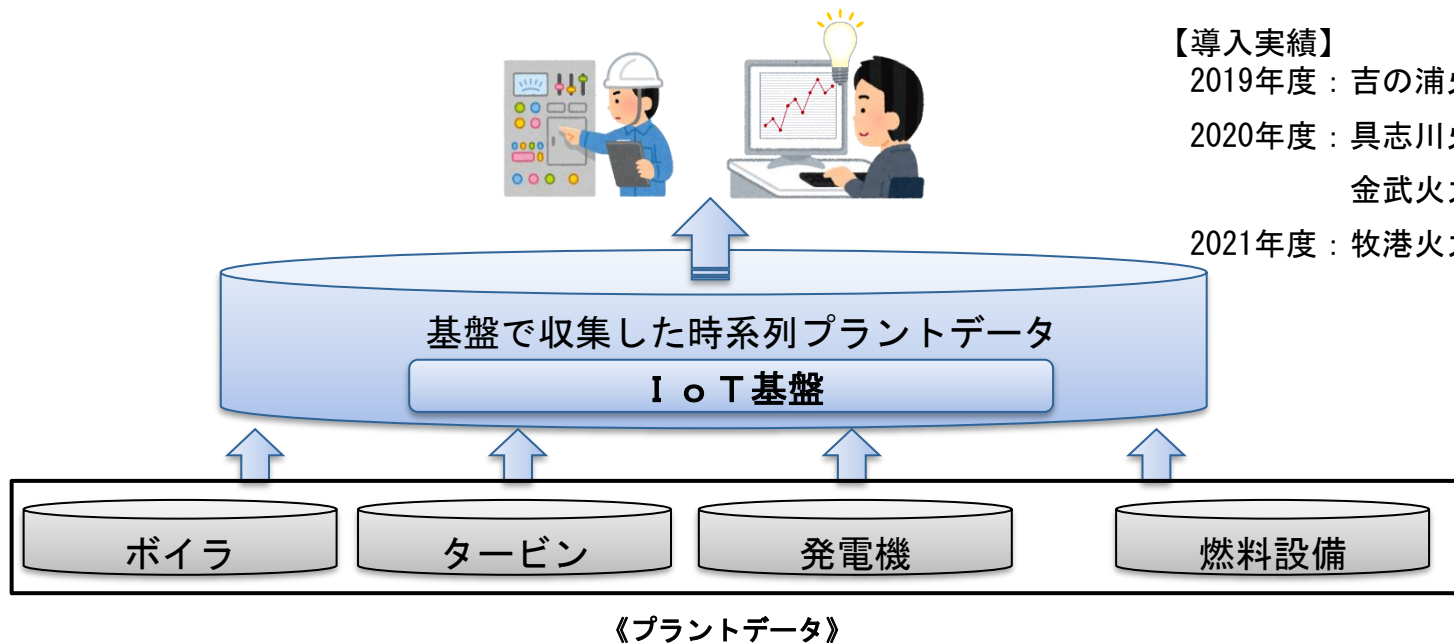 【導入実績】
2019年度：吉の浦
2020年度：具志川
金武火
2021年度：牧港火
基盤で収集した時系列プラントデータ
ＩｏＴ基盤
ボイラ
タービン
発電機
燃料設備
《プラントデータ》